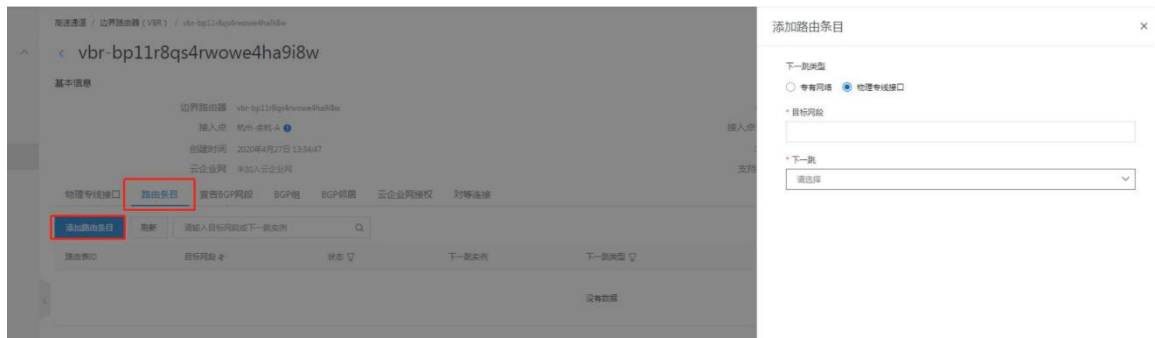 高速通道 / 边界路由器（VBR） / vbr-bp11r8qs4rwowe4ha9i8w
vbr-bp11r8qs4rwowe4ha9i8w
基本信息
边界路由器 vbr-bp11r8qs4rwowe4ha9i8w
接入点 杭州-余杭-A
接入点
创建时间 2020年4月27日 13:34:47
云企业网 未加入云企业网
支持
物理专线接口 路由条目 宣告BGP网段 BGP组 BGP邻居 云企业网授权 对等连接
添加路由条目 刷新 请输入目标网段或下一跳实例
路由表ID 目标网段 状态 下一跳实例 下一跳类型
没有数据
添加路由条目
下一跳类型
专有网络 物理专线接口
* 目标网段
* 下一跳
请选择